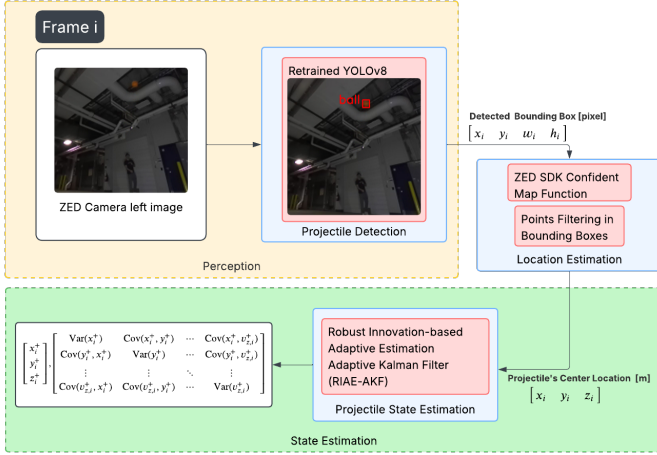 Frame i
ZED Camera left image
Retrained YOLOv8
ball
Projectile Detection
Perception
Detected Bounding Box [pixel]
[ x_i y_i w_i h_i ]
ZED SDK Confident
Map Function
Points Filtering in
Bounding Boxes
Location Estimation
Projectile's Center Location [m]
[ x_i y_i z_i ]
Robust Innovation-based
Adaptive Estimation
Adaptive Kalman Filter
(RIAE-AKF)
Projectile State Estimation
[ x_i^+ y_i^+ z_i^+ ] ,
Var(x_i^+) Cov(x_i^+, y_i^+) ⋯ Cov(x_i^+, v_{z,i}^+)
Cov(y_i^+, x_i^+) Var(y_i^+) ⋯ Cov(y_i^+, v_{z,i}^+)
⋮ ⋮ ⋱ ⋮
Cov(v_{z,i}^+, x_i^+) Cov(v_{z,i}^+, y_i^+) ⋯ Var(v_{z,i}^+)
State Estimation